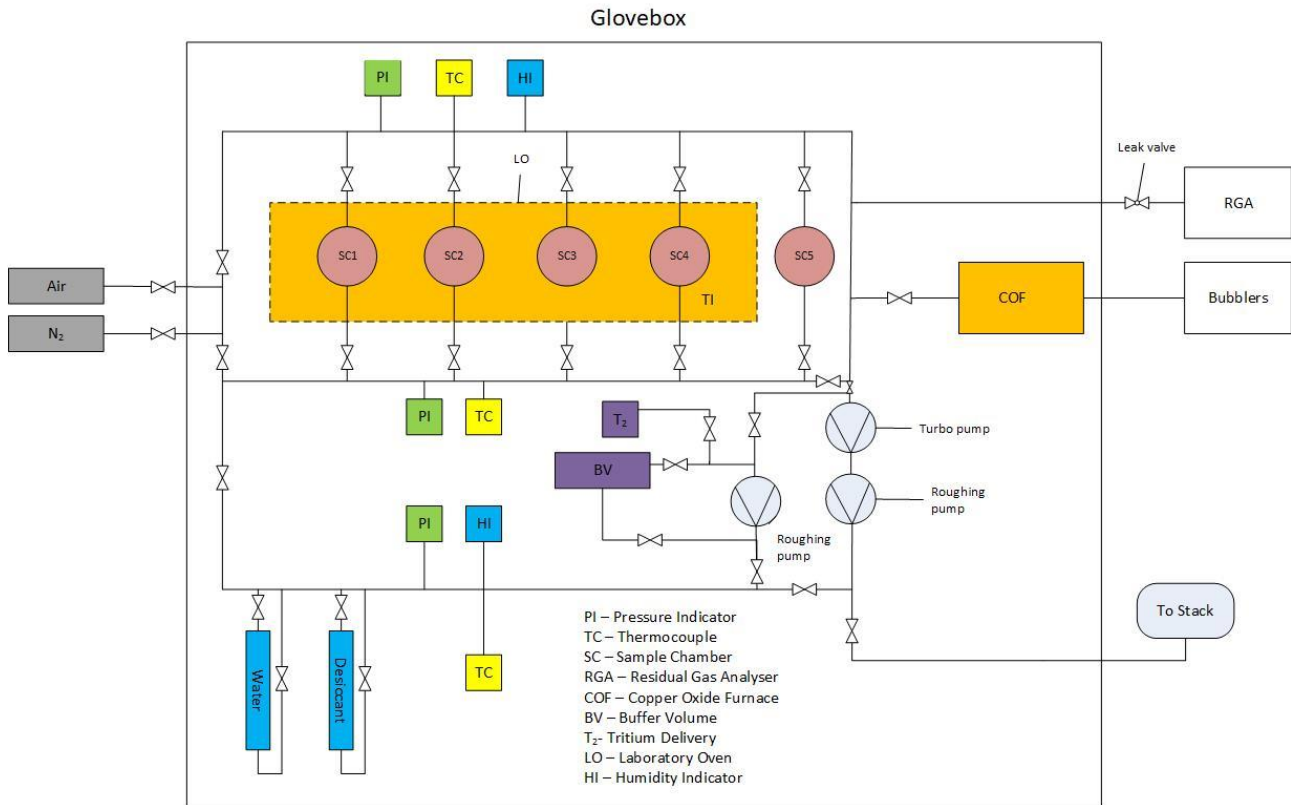 Glovebox
PI
TC
HI
LO
Leak valve
RGA
SC1
SC2
SC3
SC4
SC5
TI
Air
N₂
COF
Bubblers
PI
TC
T₂
BV
Turbo pump
Roughing
pump
Roughing
pump
PI
HI
TC
Water
Desiccant
To Stack
PI – Pressure Indicator
TC – Thermocouple
SC – Sample Chamber
RGA – Residual Gas Analyser
COF – Copper Oxide Furnace
BV – Buffer Volume
T₂- Tritium Delivery
LO – Laboratory Oven
HI – Humidity Indicator